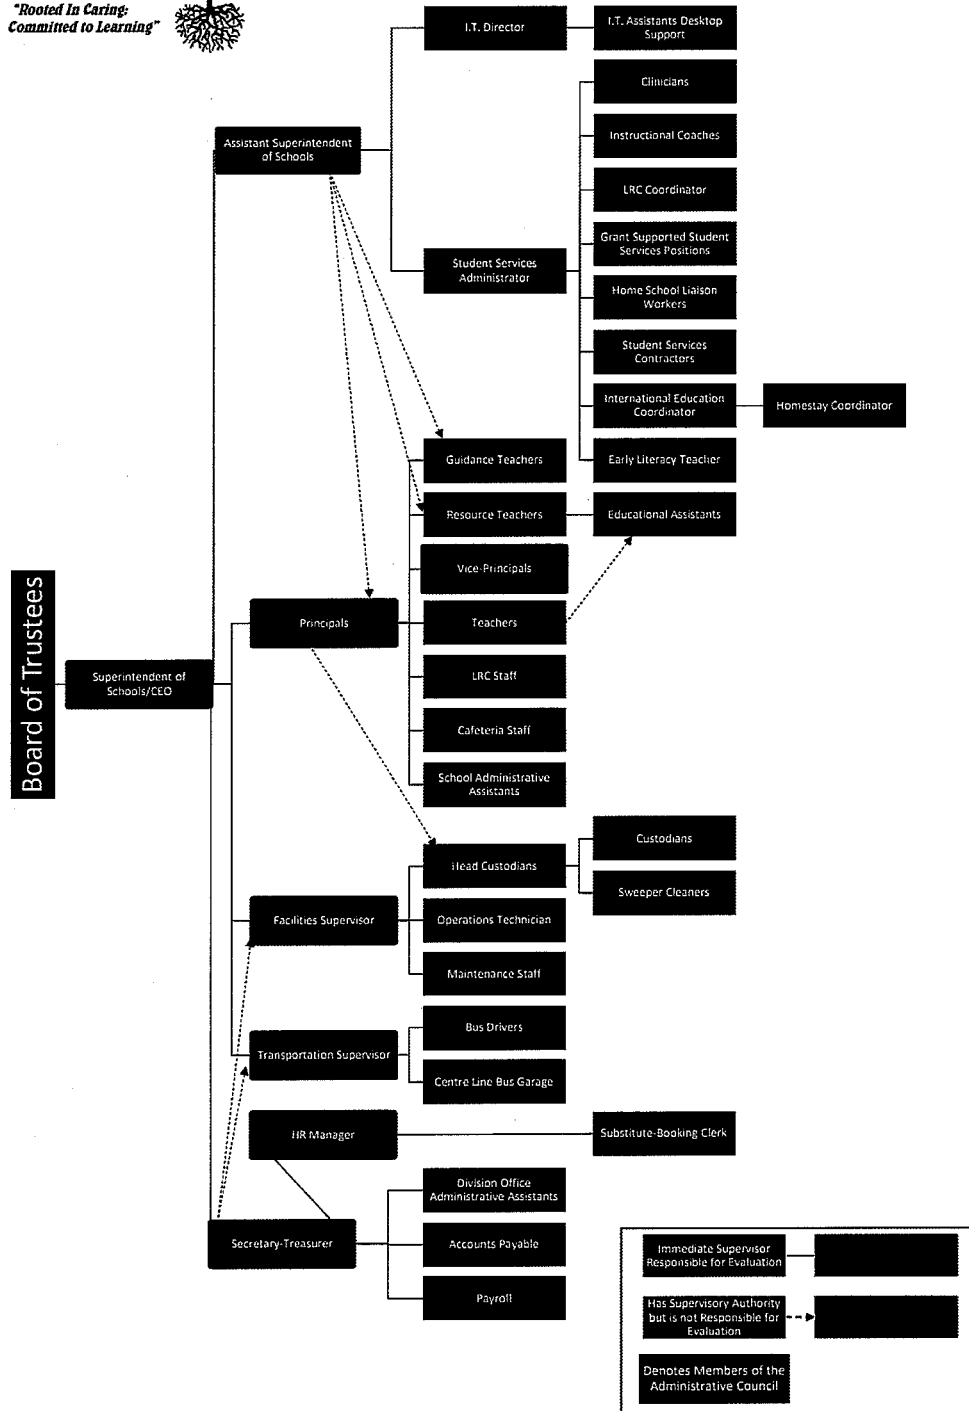 "Rooted In Caring:
Committed to Learning"
I.T. Director
I.T. Assistants Desktop
Support
Clinicians
Assistant Superintendent
of Schools
Instructional Coaches
LRC Coordinator
Grant Supported Student
Services Positions
Student Services
Administrator
Home School Liaison
Workers
Student Services
Contractors
International Education
Coordinator
Homestay Coordinator
Guidance Teachers
Early Literacy Teacher
Resource Teachers
Educational Assistants
Vice-Principals
Principals
Teachers
Board of Trustees
Superintendent of
Schools/CEO
LRC Staff
Cafeteria Staff
School Administrative
Assistants
Custodians
Head Custodians
Sweeper Cleaners
Facilities Supervisor
Operations Technician
Maintenance Staff
Bus Drivers
Transportation Supervisor
Centre Line Bus Garage
HR Manager
Substitute-Booking Clerk
Division Office
Administrative Assistants
Secretary-Treasurer
Accounts Payable
Payroll
Immediate Supervisor
Responsible for Evaluation
Has Supervisory Authority
but is not Responsible for
Evaluation
Denotes Members of the
Administrative Council